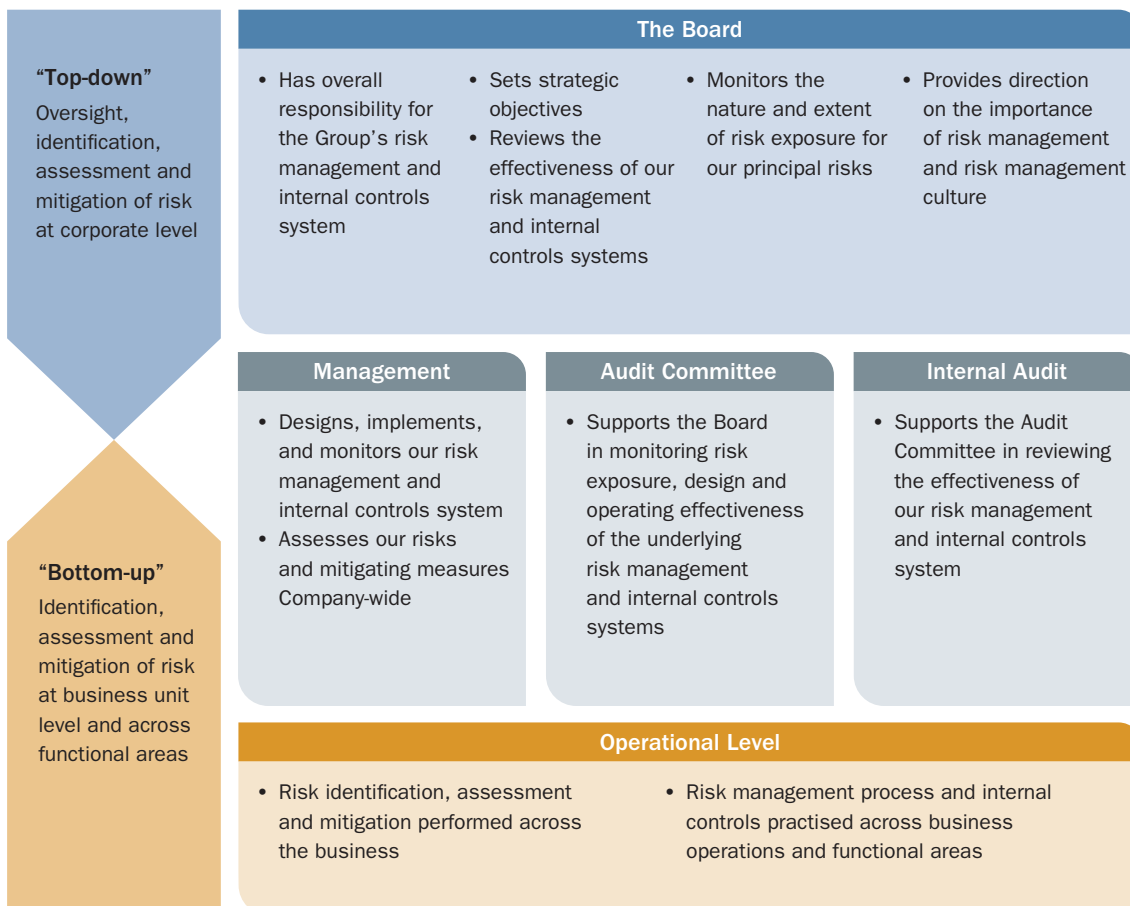 “Top-down”
Oversight,
identification,
assessment and
mitigation of risk
at corporate level
The Board
• Has overall
responsibility for
the Group’s risk
management and
internal controls
system
• Sets strategic
objectives
• Reviews the
effectiveness of our
risk management
and internal
controls systems
• Monitors the
nature and extent
of risk exposure for
our principal risks
• Provides direction
on the importance
of risk management
and risk management
culture
Management
• Designs, implements,
and monitors our risk
management and
internal controls system
• Assesses our risks
and mitigating measures
Company-wide
Audit Committee
• Supports the Board
in monitoring risk
exposure, design and
operating effectiveness
of the underlying
risk management
and internal controls
systems
Internal Audit
• Supports the Audit
Committee in reviewing
the effectiveness of
our risk management
and internal controls
system
“Bottom-up”
Identification,
assessment and
mitigation of risk
at business unit
level and across
functional areas
Operational Level
• Risk identification, assessment
and mitigation performed across
the business
• Risk management process and internal
controls practised across business
operations and functional areas